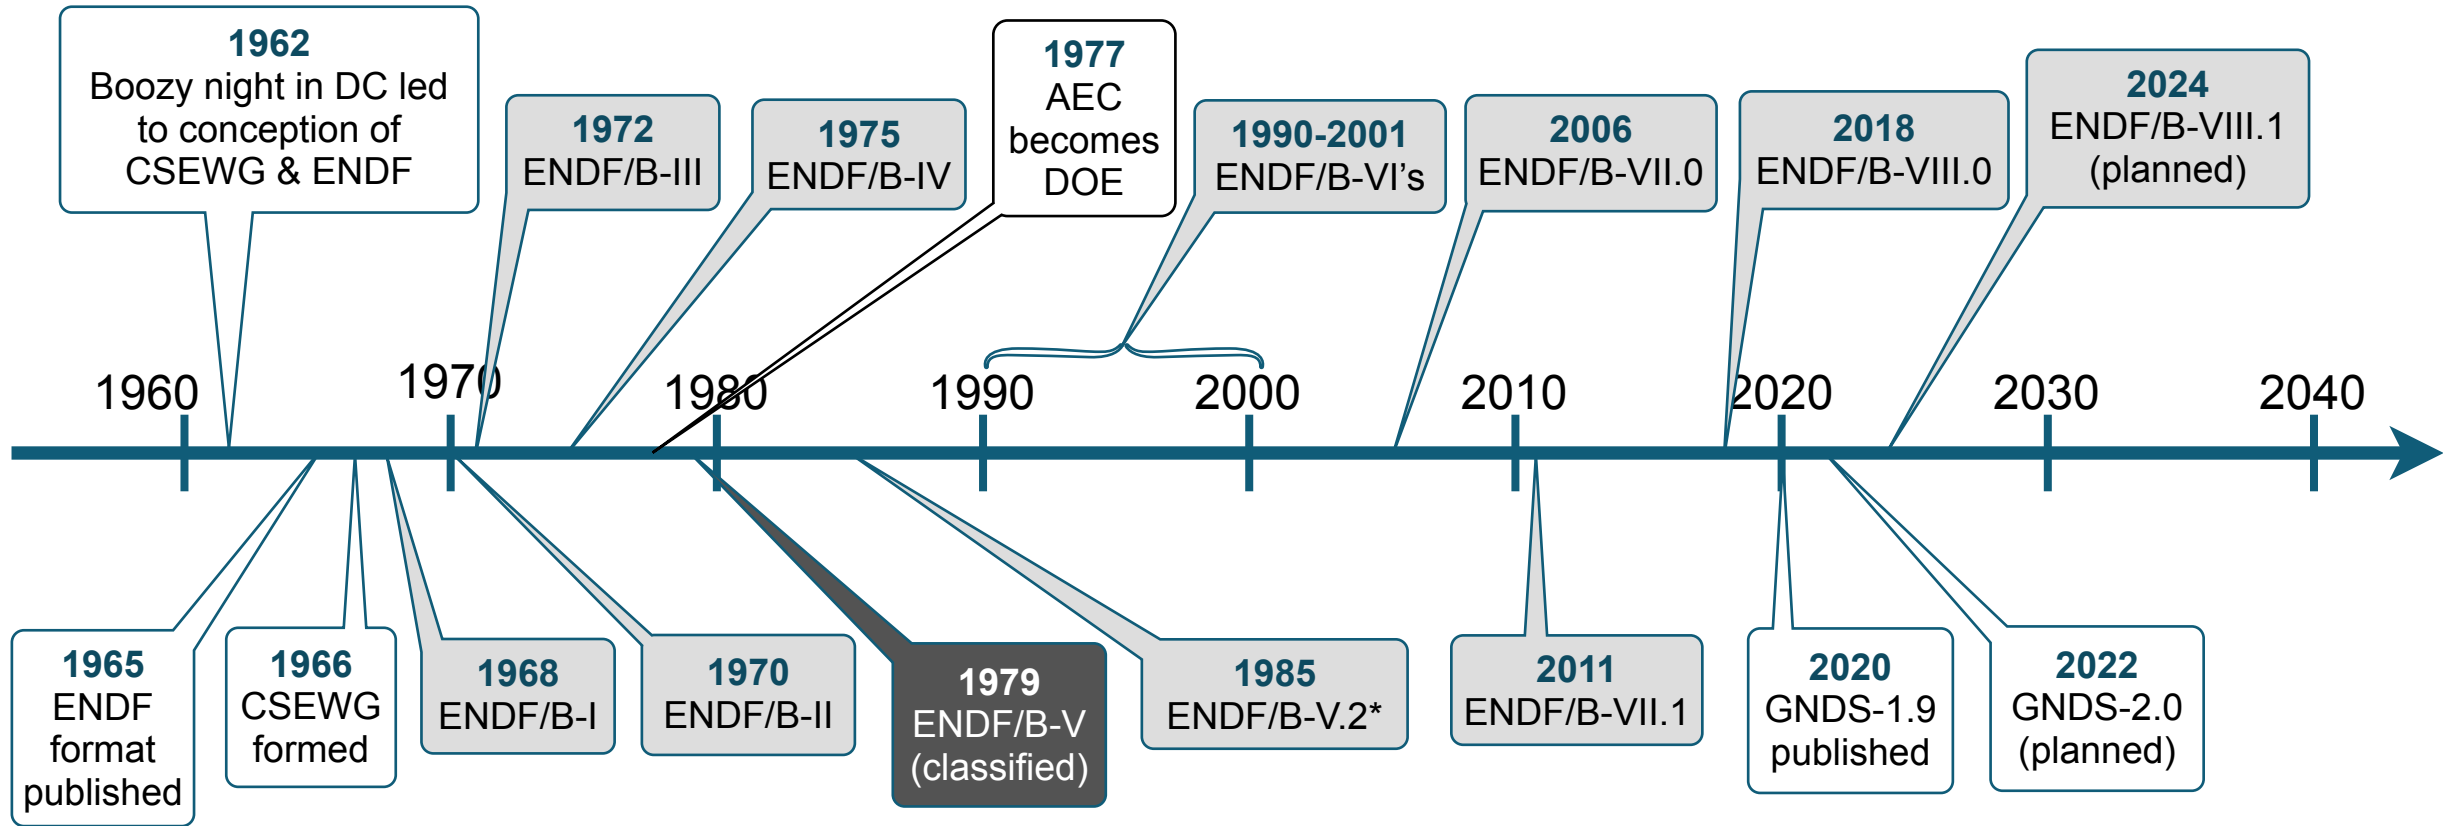 1962
Boozy night in DC led
to conception of
CSEWG & ENDF
1972
ENDF/B-III
1975
ENDF/B-IV
1977
AEC
becomes
DOE
1990-2001
ENDF/B-VI's
2006
ENDF/B-VII.0
2018
ENDF/B-VIII.0
2024
ENDF/B-VIII.1
(planned)
1960
1970
1980
1990
2000
2010
2020
2030
2040
1965
ENDF
format
published
1966
CSEWG
formed
1968
ENDF/B-I
1970
ENDF/B-II
1979
ENDF/B-V
(classified)
1985
ENDF/B-V.2*
2011
ENDF/B-VII.1
2020
GNDS-1.9
published
2022
GNDS-2.0
(planned)